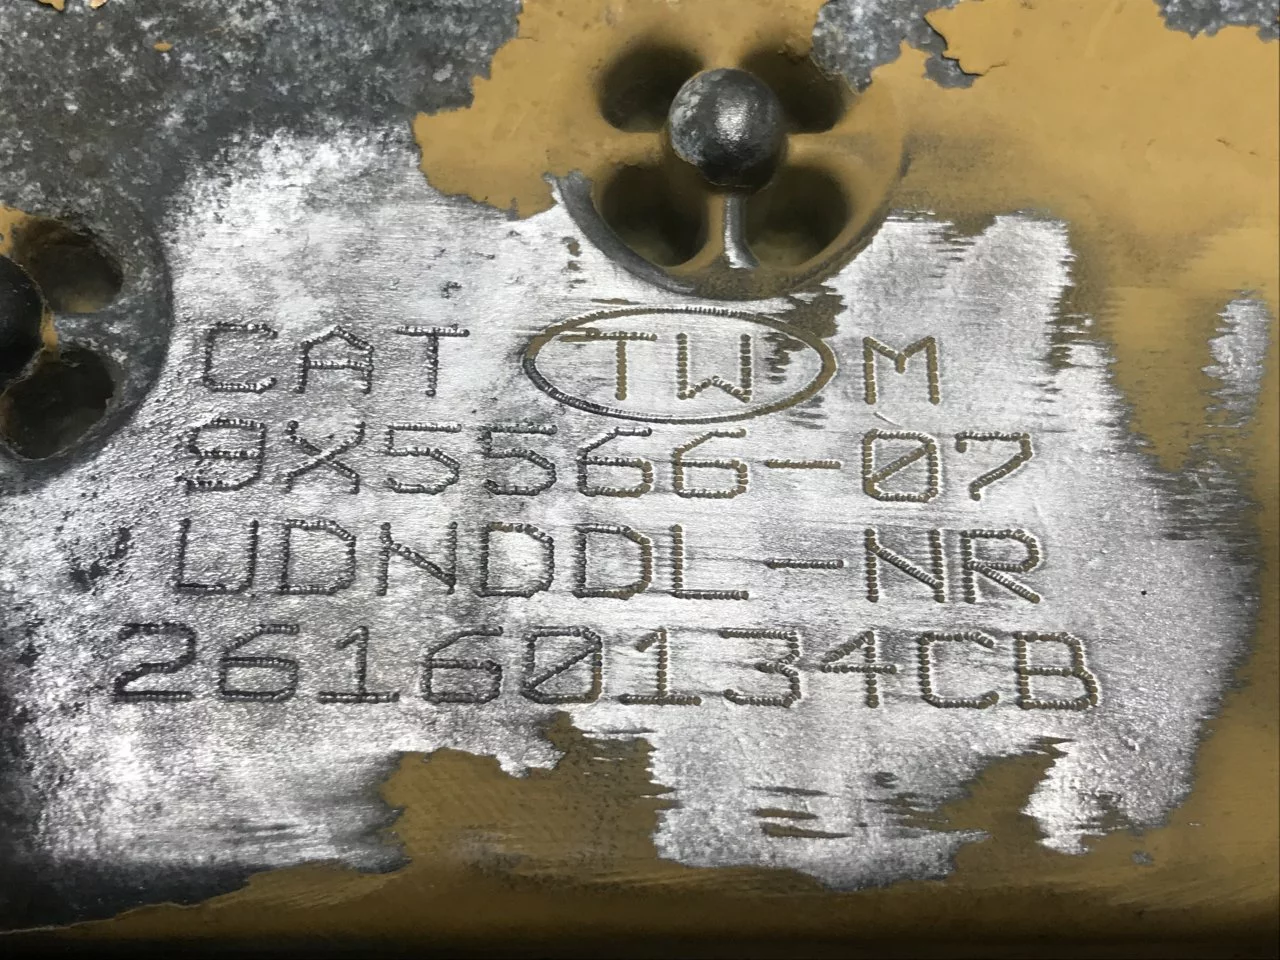 CAT TW M
9X5566-07
UDNDDL-NR
26160134CB